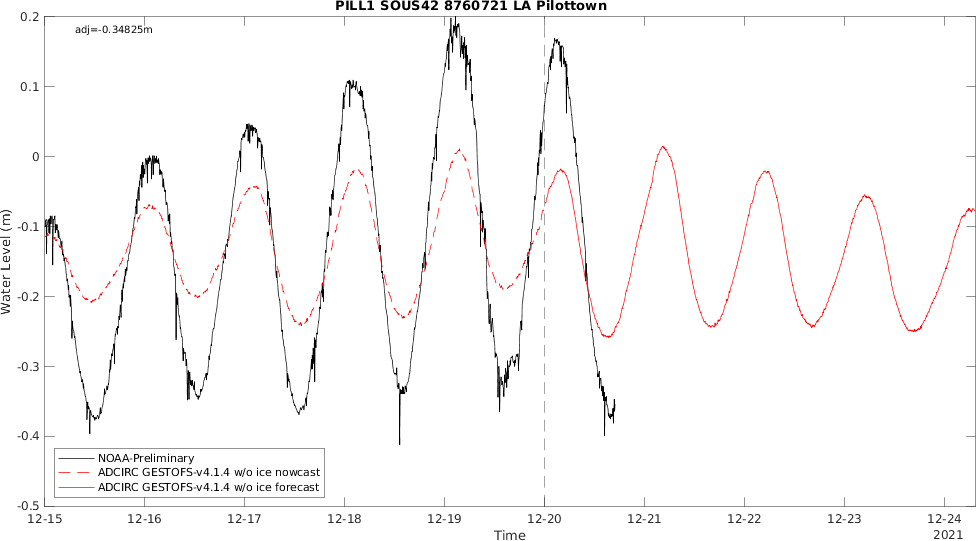 PILL1 SOUS42 8760721 LA Pilottown
adj=-0.34825m
0.2
0.1
0
-0.1
-0.2
-0.3
-0.4
-0.5
Water Level (m)
NOAA-Preliminary
ADCIRC GESTOFS-v4.1.4 w/o ice nowcast
ADCIRC GESTOFS-v4.1.4 w/o ice forecast
12-15 12-16 12-17 12-18 12-19 12-20 12-21 12-22 12-23 12-24
Time
2021